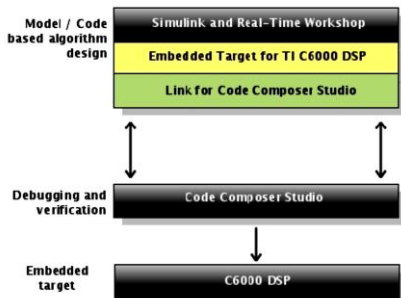 Model / Code
based algorithm
design
Simulink and Real-Time Workshop
Embedded Target for TI C6000 DSP
Link for Code Composer Studio
Debugging and
verification
Code Composer Studio
Embedded
target
C6000 DSP